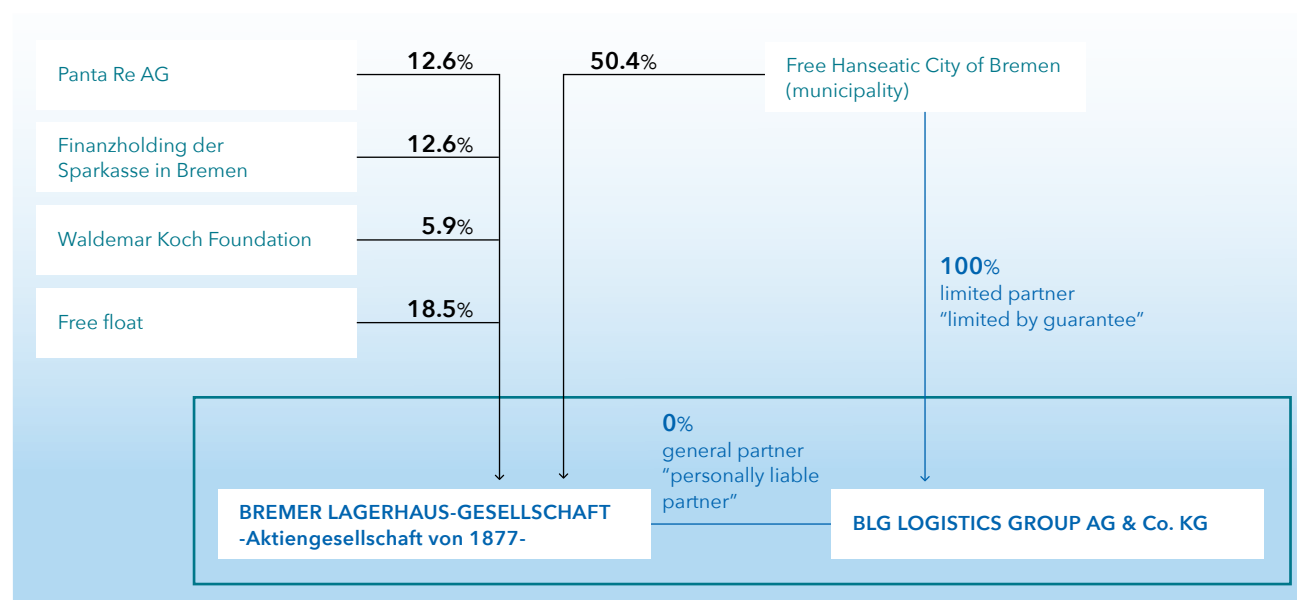 Panta Re AG
12.6%
Finanzholding der
Sparkasse in Bremen
12.6%
Waldemar Koch Foundation
5.9%
Free float
18.5%
50.4%
Free Hanseatic City of Bremen
(municipality)
100%
limited partner
“limited by guarantee”
0%
general partner
“personally liable
partner”
BREMER LAGERHAUS-GESELLSCHAFT
-Aktiengesellschaft von 1877-
BLG LOGISTICS GROUP AG & Co. KG